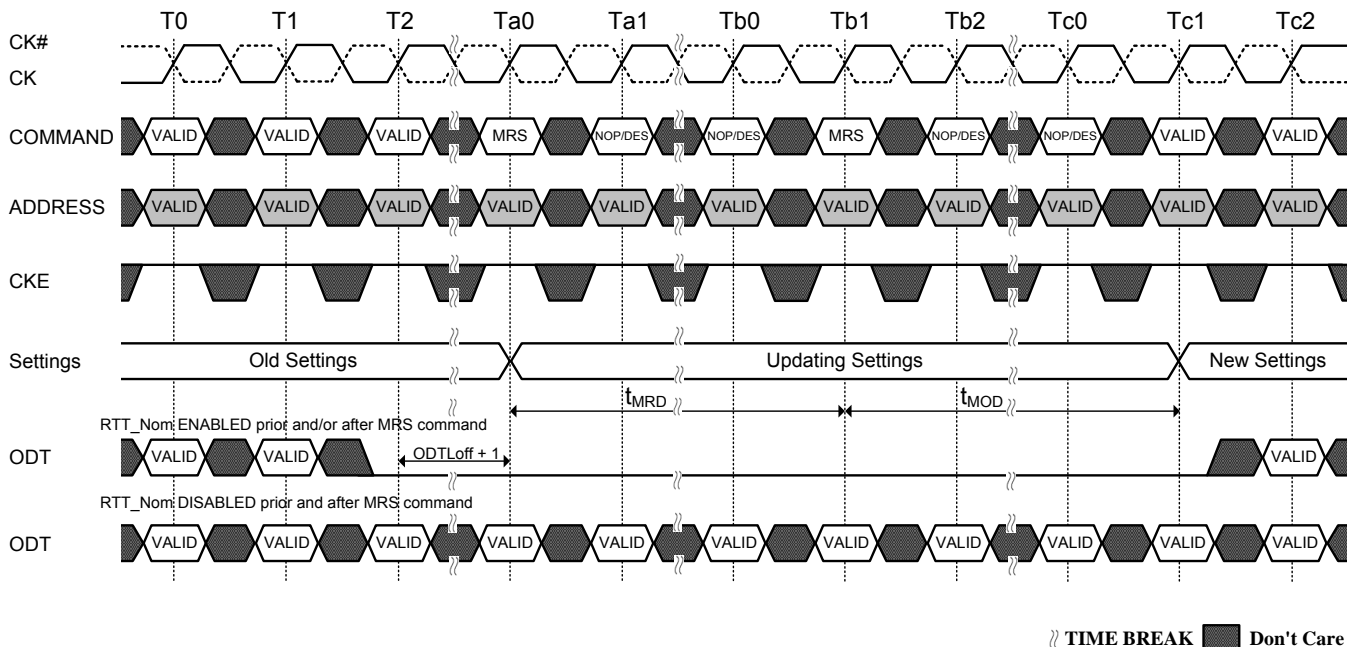 T0 T1 T2 Ta0 Ta1 Tb0 Tb1 Tb2 Tc0 Tc1 Tc2
CK#
CK
COMMAND VALID VALID VALID MRS NOP/DES NOP/DES MRS NOP/DES NOP/DES VALID VALID
ADDRESS VALID VALID VALID VALID VALID VALID VALID VALID VALID VALID VALID
CKE
Settings Old Settings Updating Settings New Settings
tMRD tMOD
RTT_Nom ENABLED prior and/or after MRS command
ODT VALID VALID ODTLoff + 1 VALID
RTT_Nom DISABLED prior and after MRS command
ODT VALID VALID VALID VALID VALID VALID VALID VALID VALID VALID VALID
TIME BREAK Don't Care